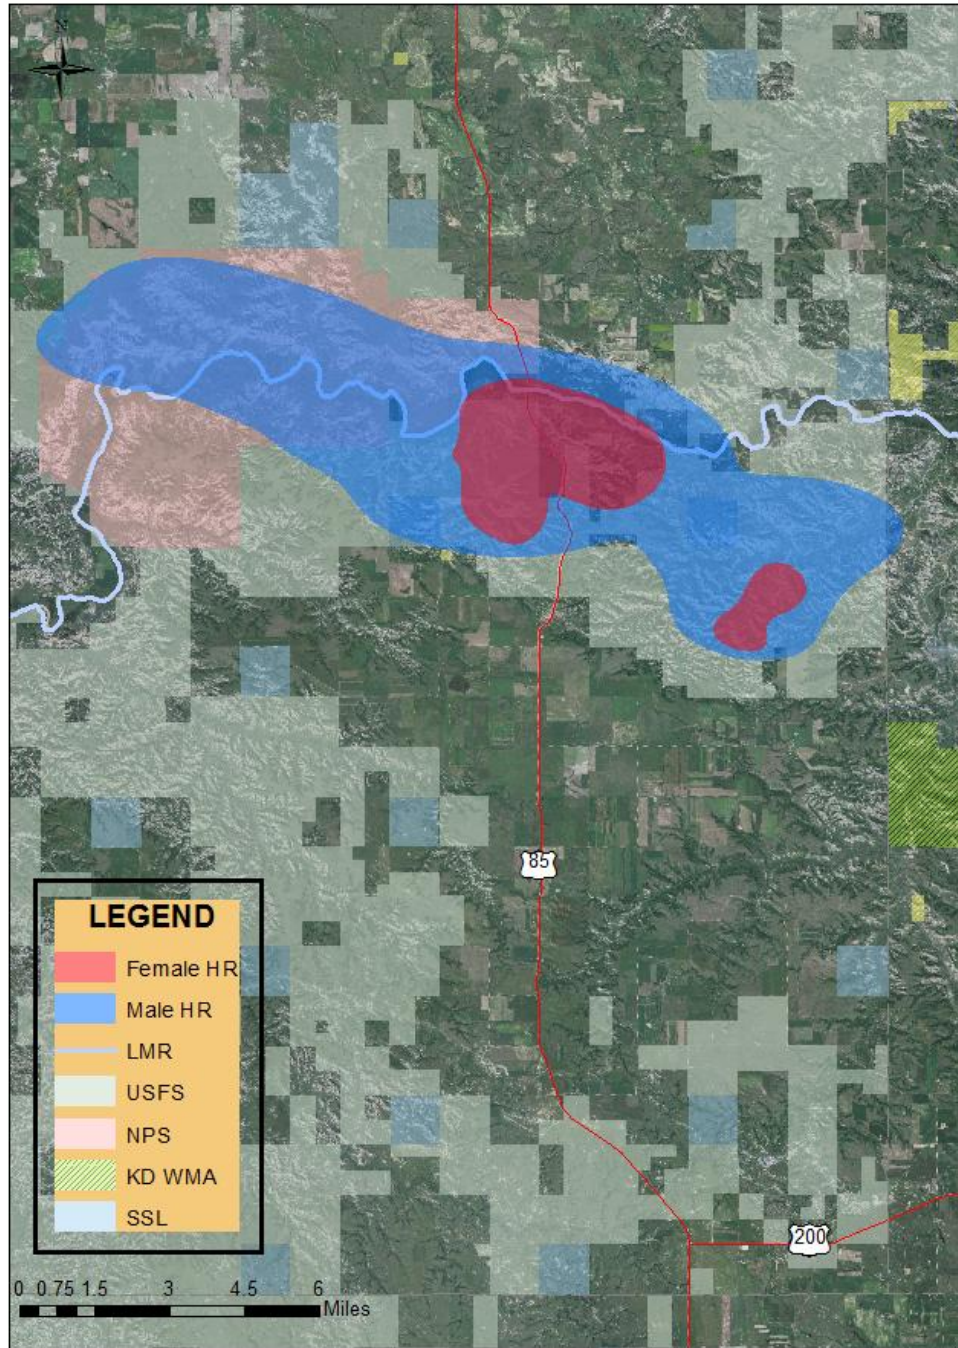 N
85
LEGEND
Female HR
Male HR
LMR
USFS
NPS
KD WMA
SSL
200
0 0.75 1.5 3 4.5 6
Miles